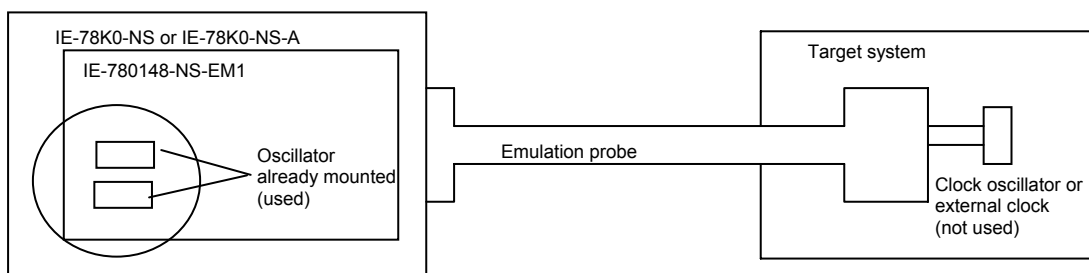 IE-78K0-NS or IE-78K0-NS-A
IE-780148-NS-EM1
Oscillator
already mounted
(used)
Emulation probe
Target system
Clock oscillator or
external clock
(not used)